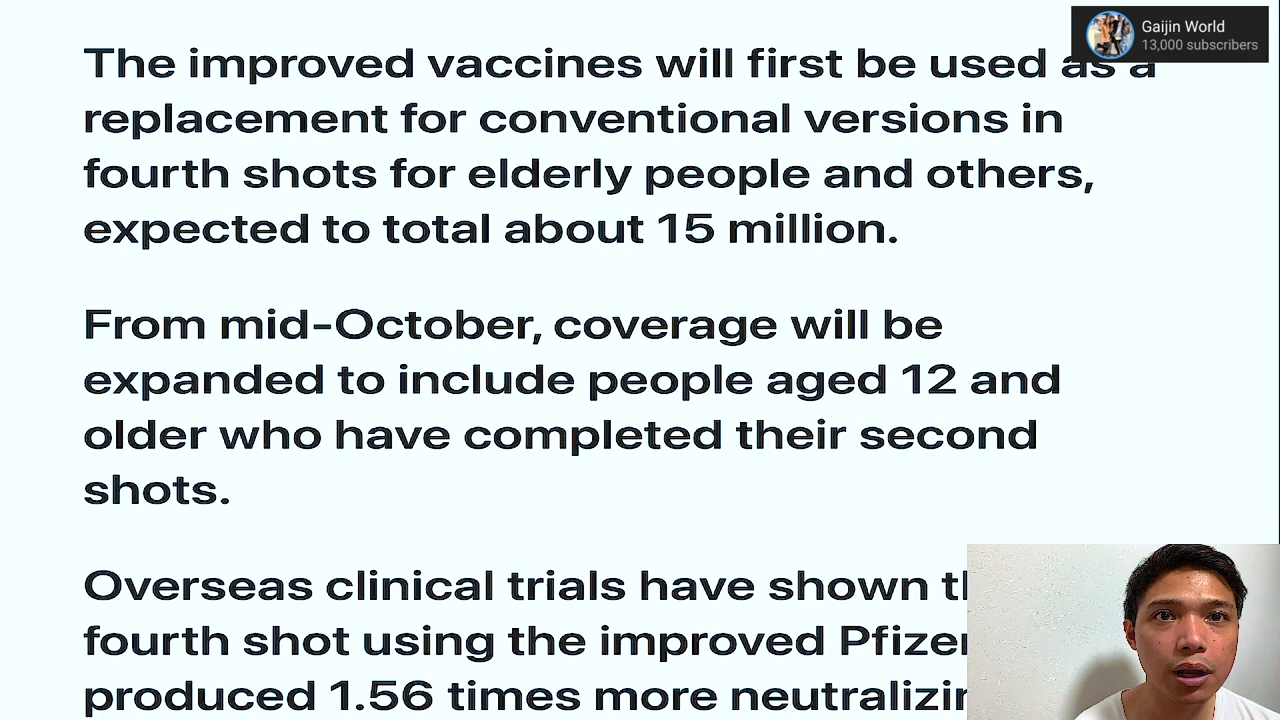 Gaijin World
13,000 subscribers
The improved vaccines will first be used as a
replacement for conventional versions in
fourth shots for elderly people and others,
expected to total about 15 million.
From mid-October, coverage will be
expanded to include people aged 12 and
older who have completed their second
shots.
Overseas clinical trials have shown
fourth shot using the improved Pfizer
produced 1.56 times more